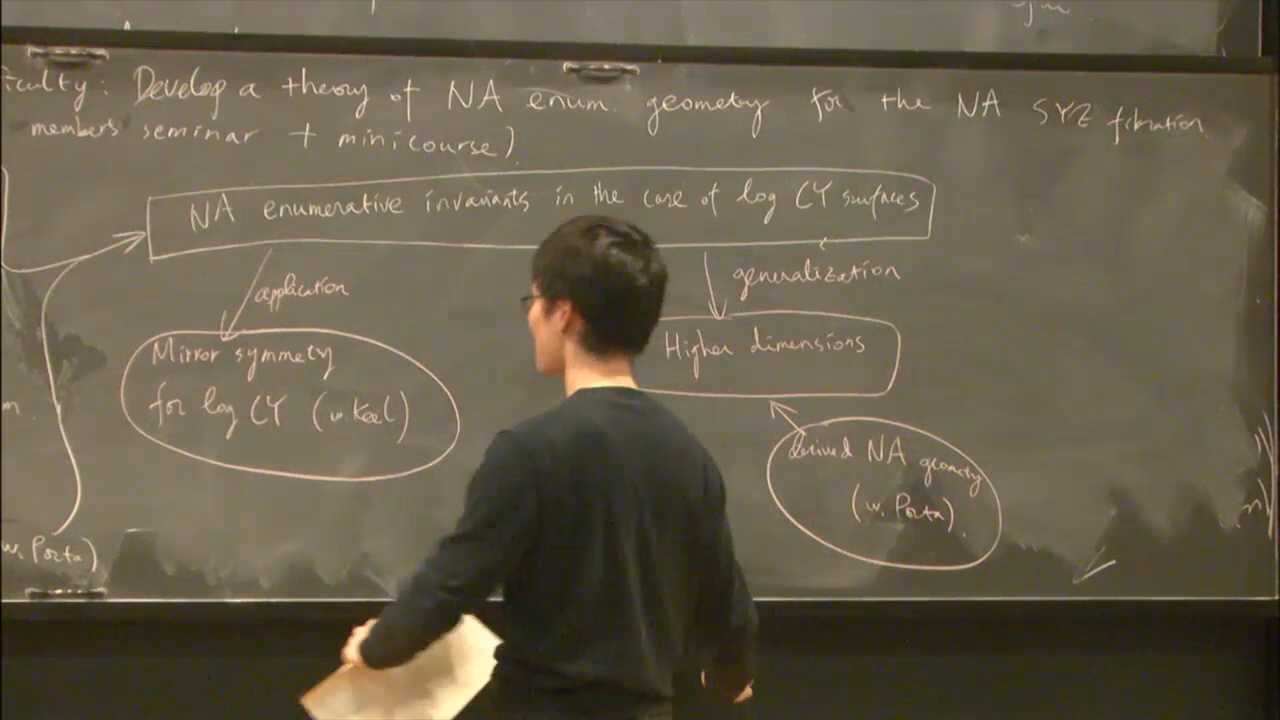 iculty: Develop a theory of NA enum. geometry for the NA SYZ fibration
members' seminar + minicourse)
NA enumerative invariants in the case of log CY surfaces
application
generalization
Mirror symmetry
for log CY (w. Keel)
Higher dimensions
derived NA geometry
(w. Porta)
w. Porta)